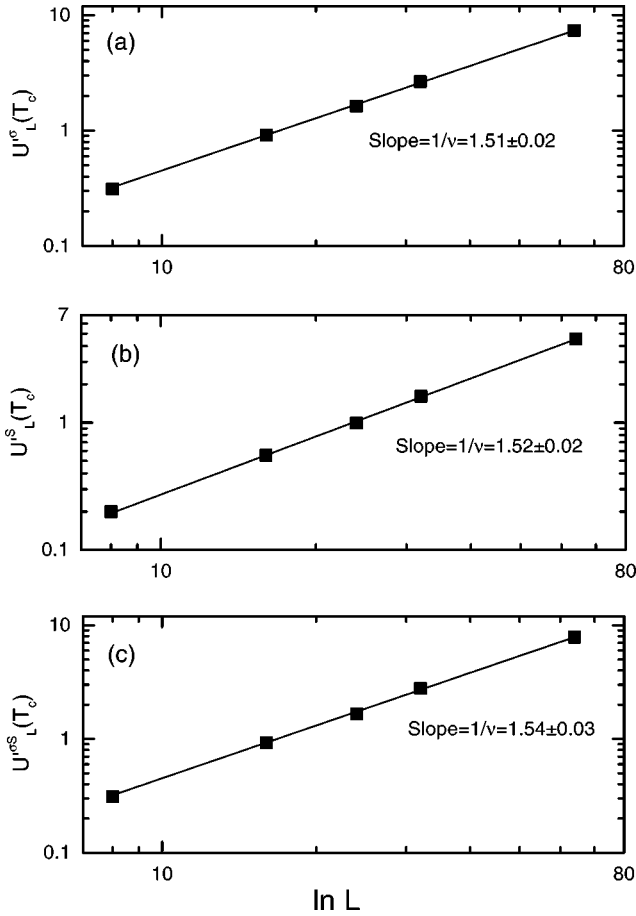 10
(a)
U'σL(Tc)
1
Slope=1/ν=1.51±0.02
0.1
10
80
7
(b)
U'SL(Tc)
1
Slope=1/ν=1.52±0.02
0.1
10
80
10
(c)
U'σSL(Tc)
1
Slope=1/ν=1.54±0.03
0.1
10
80
ln L